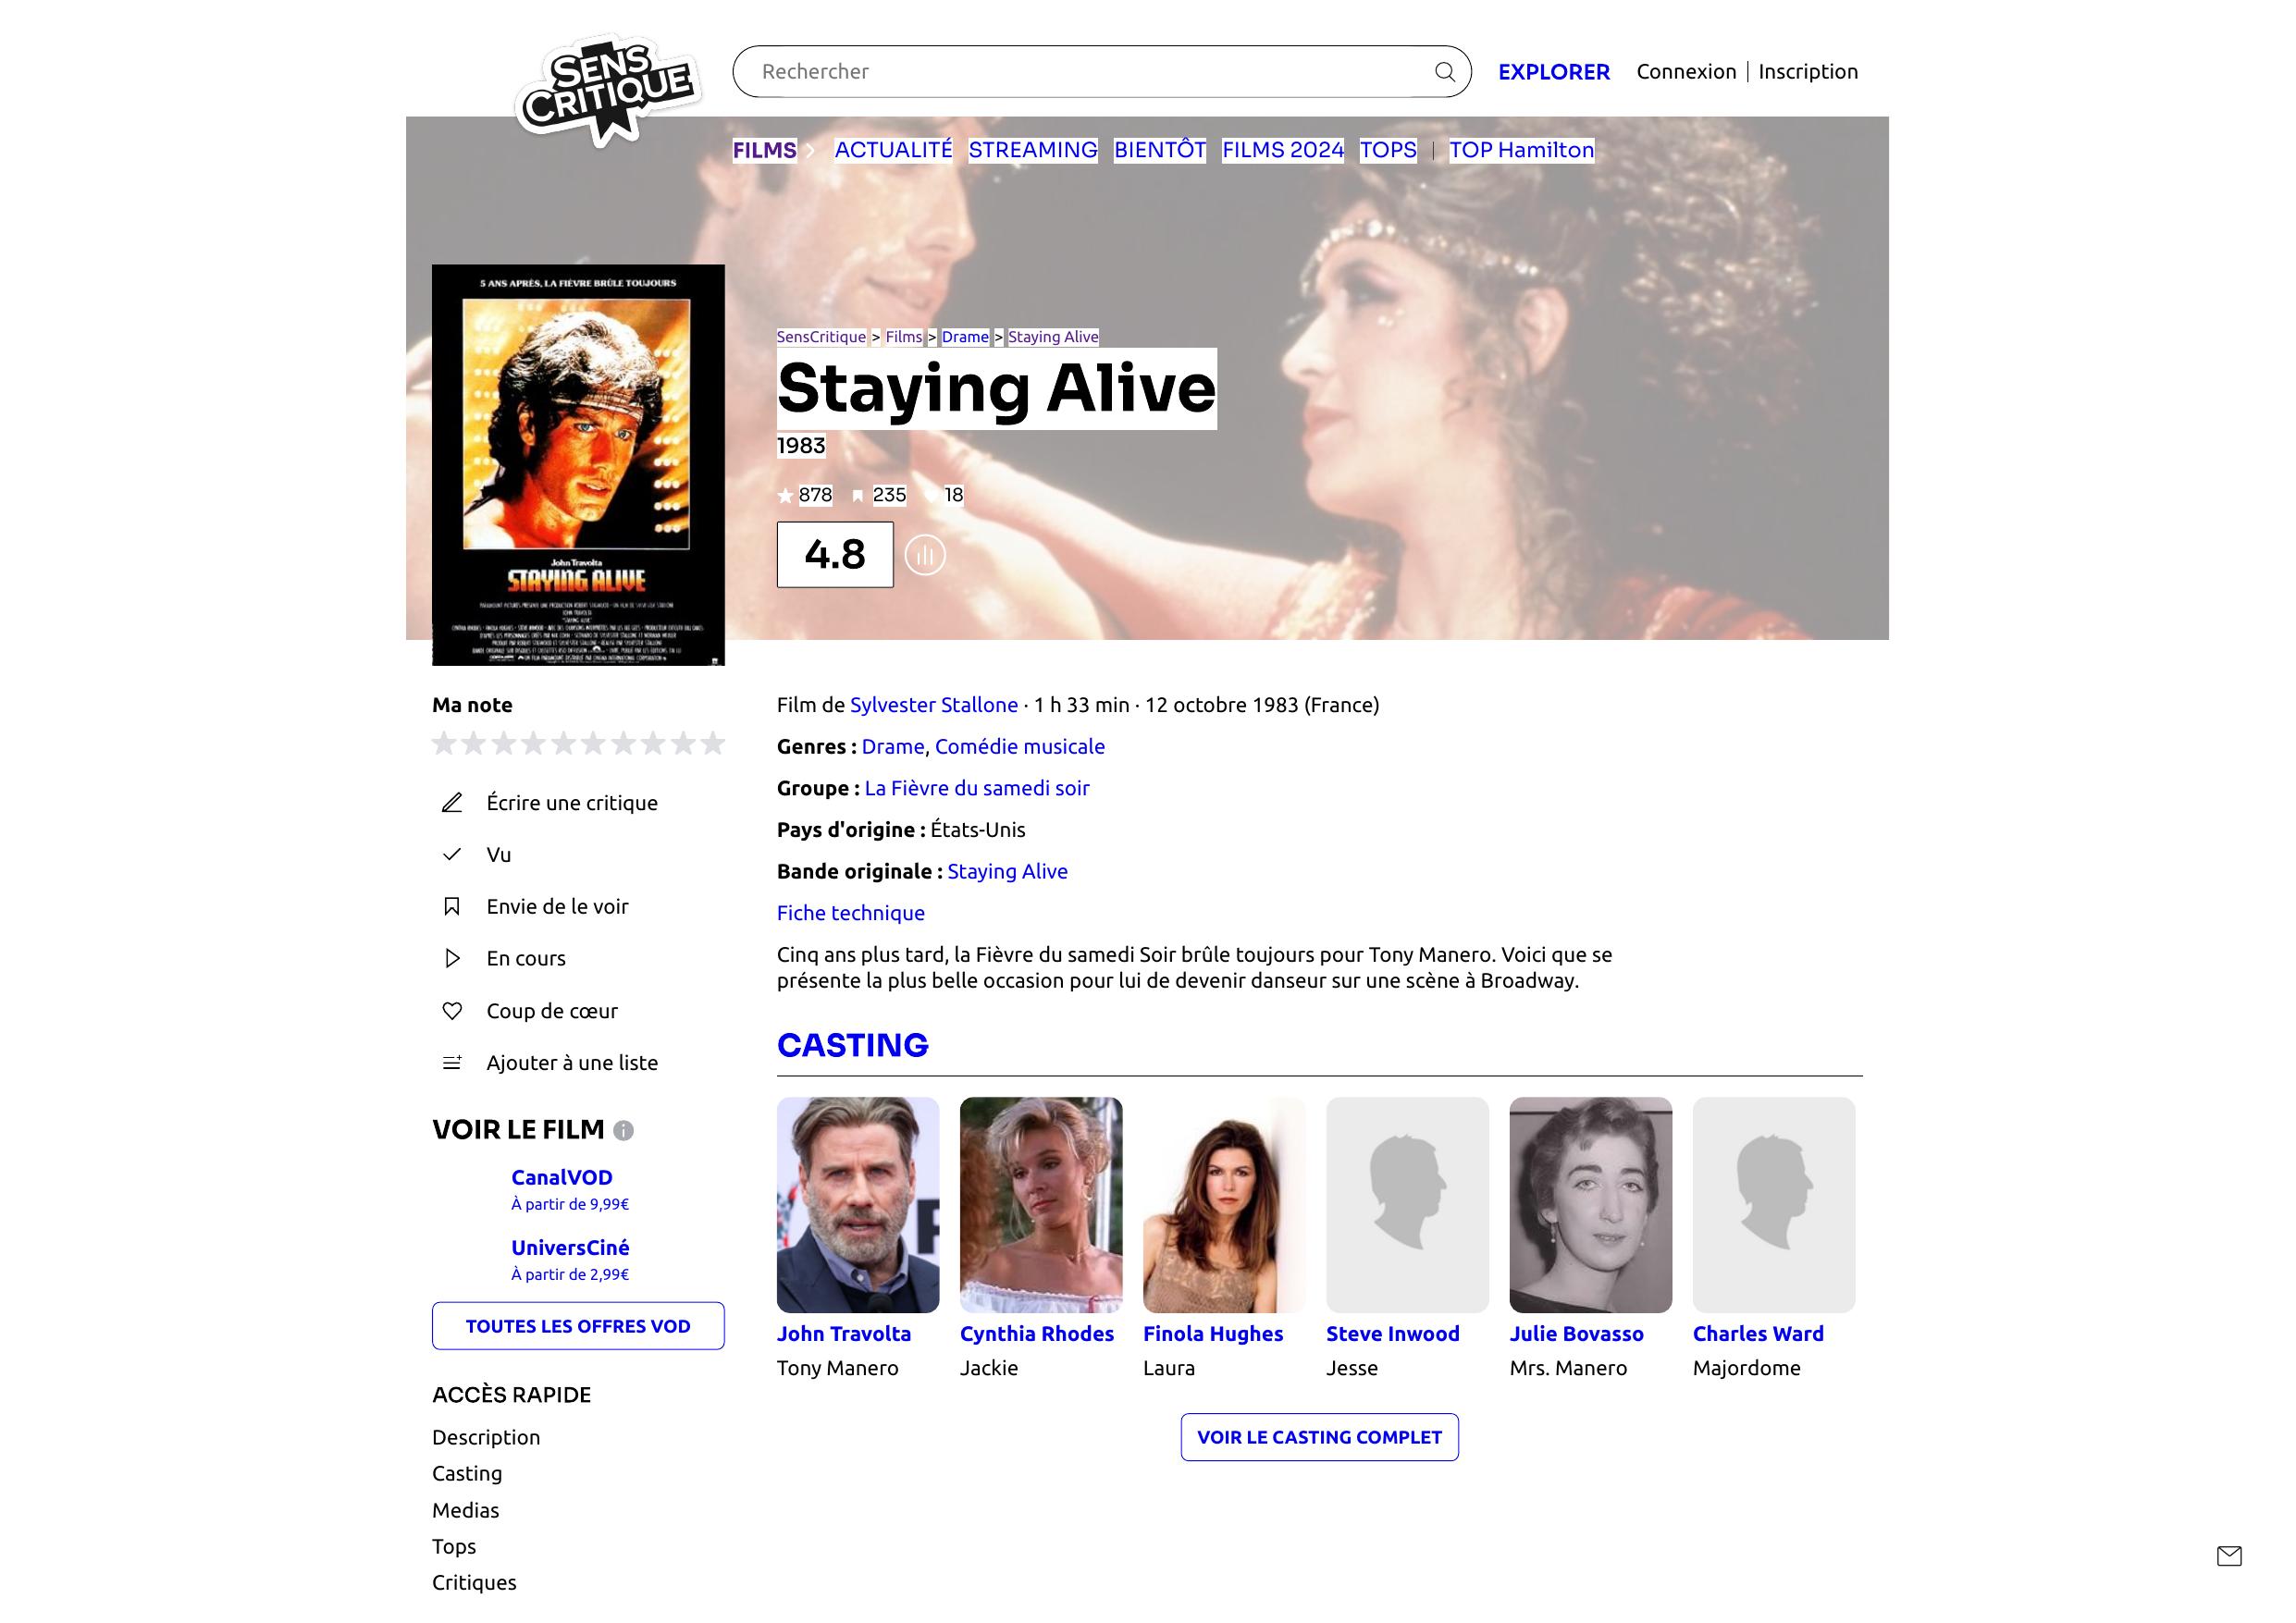 SENS
CRITIQUE
Rechercher
EXPLORER
Connexion
Inscription
FILMS
ACTUALITÉ
STREAMING
BIENTÔT
FILMS 2024
TOPS
TOP Hamilton
5 ANS APRÈS, LA FIÈVRE BRÛLE TOUJOURS
John Travolta
STAYING ALIVE
SensCritique > Films > Drame > Staying Alive
Staying Alive
1983
878 235 18
4.8
Ma note
Écrire une critique
Vu
Envie de le voir
En cours
Coup de cœur
Ajouter à une liste
VOIR LE FILM
CanalVOD
À partir de 9,99€
UniversCiné
À partir de 2,99€
TOUTES LES OFFRES VOD
ACCÈS RAPIDE
Description
Casting
Medias
Tops
Critiques
Film de Sylvester Stallone · 1 h 33 min · 12 octobre 1983 (France)
Genres : Drame, Comédie musicale
Groupe : La Fièvre du samedi soir
Pays d'origine : États-Unis
Bande originale : Staying Alive
Fiche technique
Cinq ans plus tard, la Fièvre du samedi Soir brûle toujours pour Tony Manero. Voici que se
présente la plus belle occasion pour lui de devenir danseur sur une scène à Broadway.
CASTING
John Travolta
Tony Manero
Cynthia Rhodes
Jackie
Finola Hughes
Laura
Steve Inwood
Jesse
Julie Bovasso
Mrs. Manero
Charles Ward
Majordome
VOIR LE CASTING COMPLET